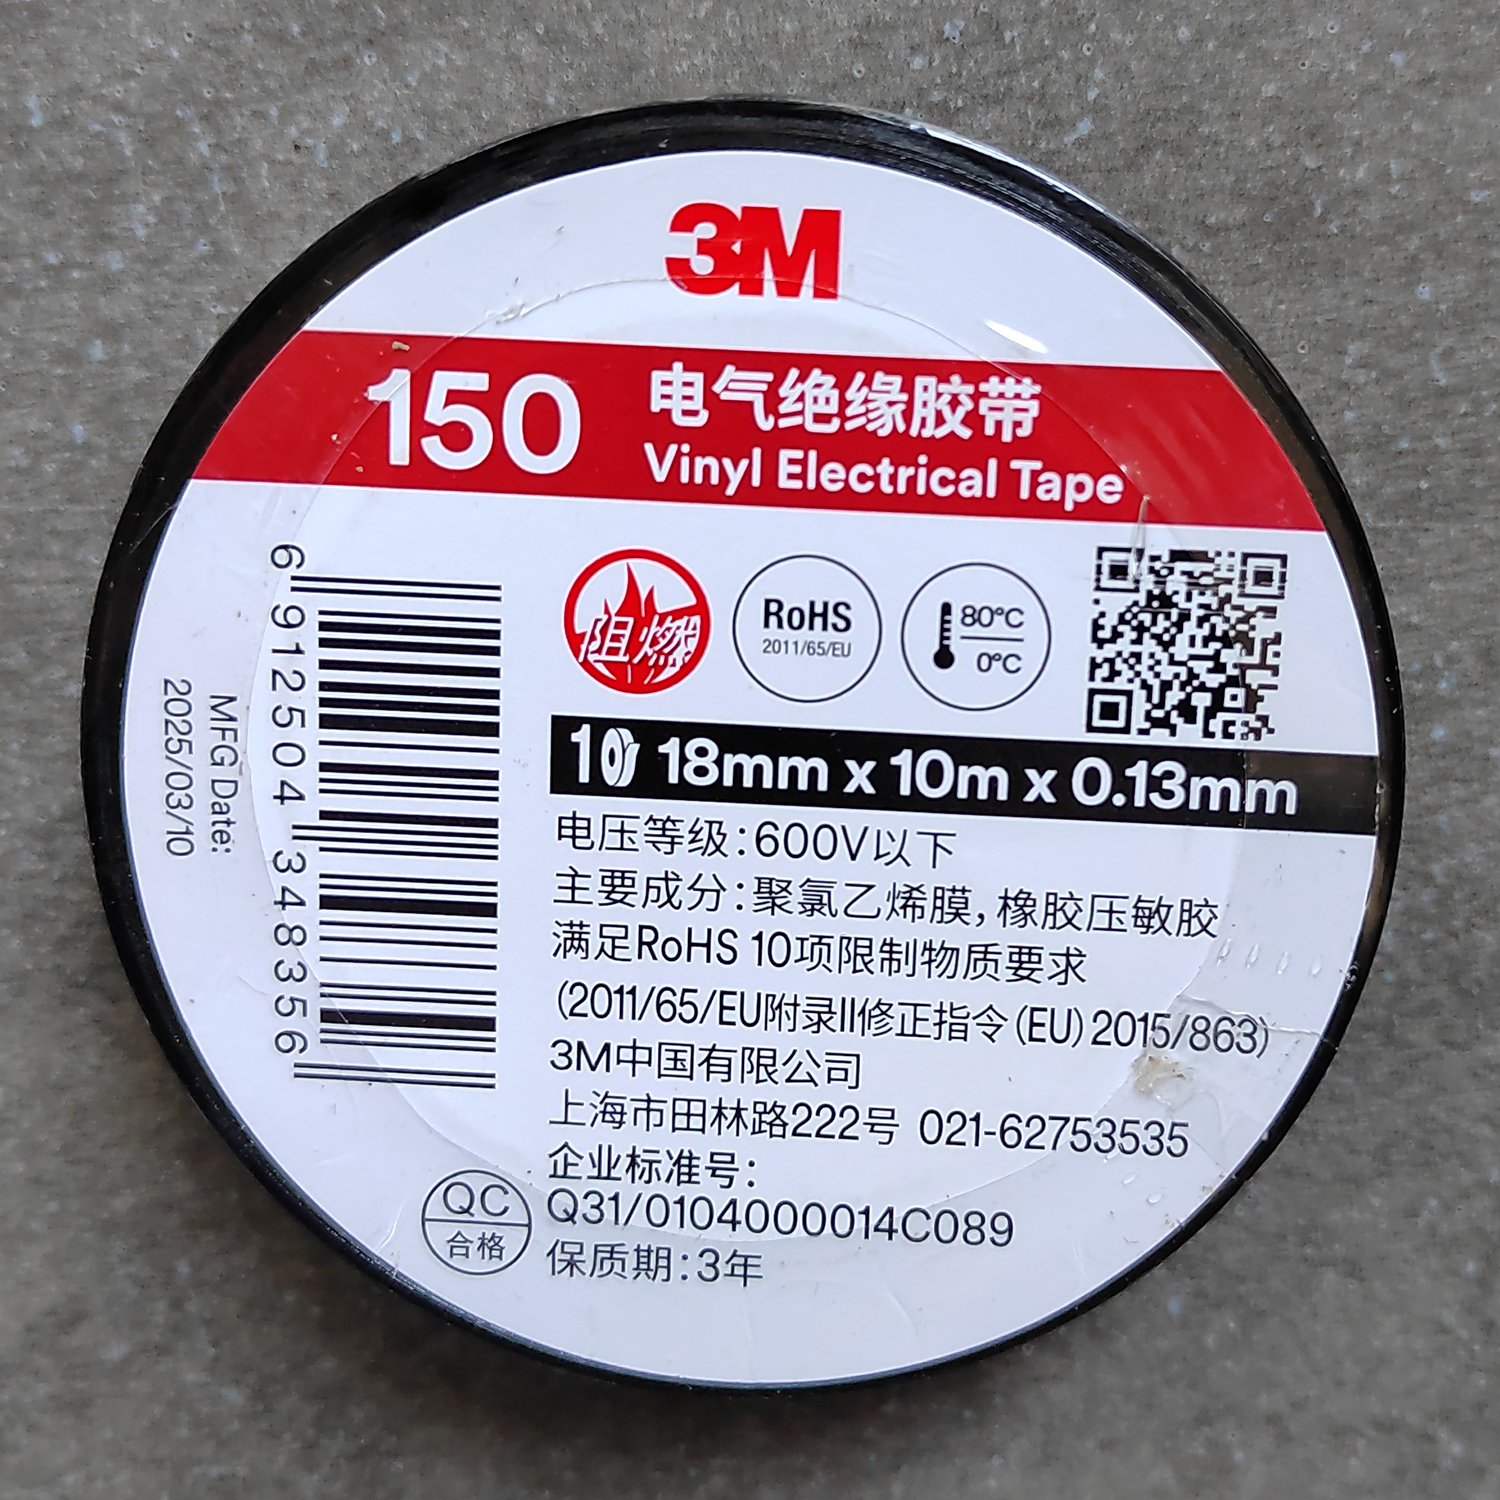 3M
150
电气绝缘胶带
Vinyl Electrical Tape
阻燃
RoHS
2011/65/EU
80°C
0°C
1 18mm x 10m x 0.13mm
电压等级:600V以下
主要成分:聚氯乙烯膜,橡胶压敏胶
满足RoHS 10项限制物质要求
(2011/65/EU附录II修正指令(EU) 2015/863)
3M中国有限公司
上海市田林路222号 021-62753535
企业标准号:
Q31/0104000014C089
保质期:3年
QC
合格
6 912504 348356
MFG Date:
2025/03/10